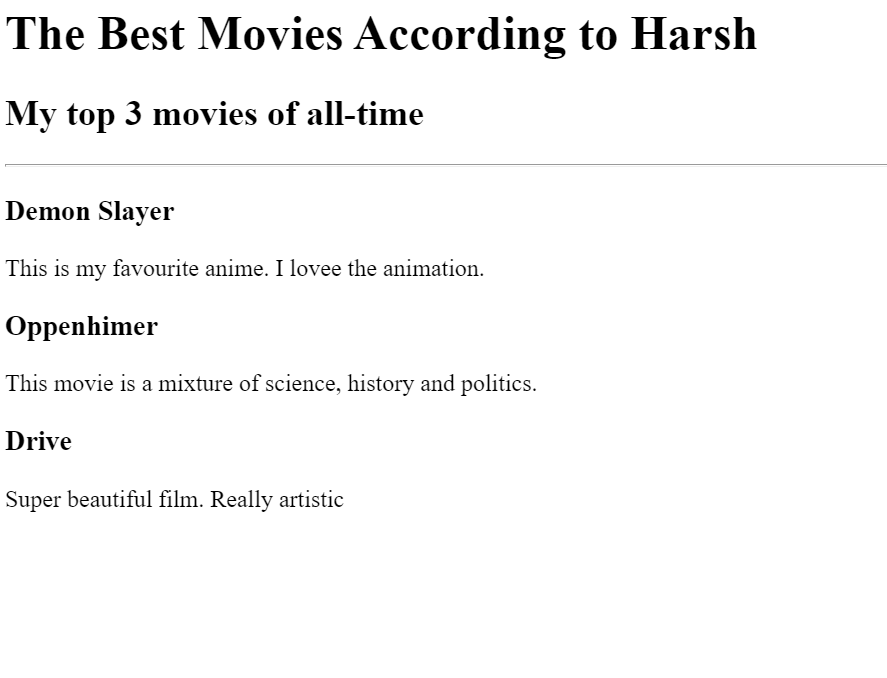 The Best Movies According to Harsh
My top 3 movies of all-time
Demon Slayer
This is my favourite anime. I lovee the animation.
Oppenhimer
This movie is a mixture of science, history and politics.
Drive
Super beautiful film. Really artistic